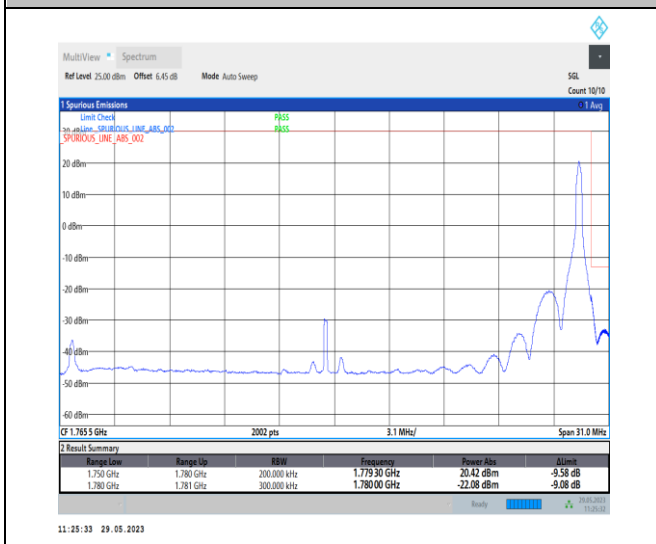 MultiView Spectrum
Ref Level 25.00 dBm Offset 6.45 dB Mode Auto Sweep SGL
Count 10/10
1 Spurious Emissions 1 Avg
Limit Check PASS
Line _SPURIOUS_LINE_ABS_002 PASS
_SPURIOUS_LINE_ABS_002
20 dBm
10 dBm
0 dBm
-10 dBm
-20 dBm
-30 dBm
-40 dBm
-50 dBm
-60 dBm
CF 1.765 5 GHz 2002 pts 3.1 MHz/ Span 31.0 MHz
2 Result Summary
Range Low Range Up RBW Frequency Power Abs ΔLimit
1.750 GHz 1.780 GHz 200.000 kHz 1.779 30 GHz 20.42 dBm -9.58 dB
1.780 GHz 1.781 GHz 300.000 kHz 1.780 00 GHz -22.08 dBm -9.08 dB
Ready 29.05.2023
11:25:32
11:25:33 29.05.2023